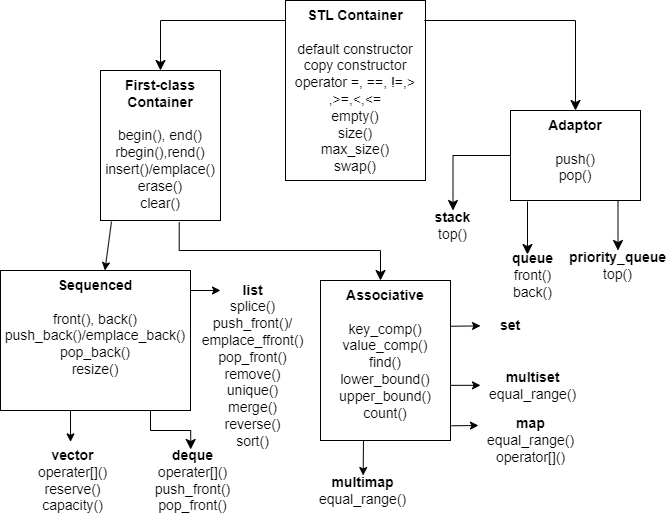 STL Container
default constructor
copy constructor
operator =, ==, !=,>
,>=,<,<=
empty()
size()
max_size()
swap()
First-class
Container
begin(), end()
rbegin(),rend()
insert()/emplace()
erase()
clear()
Adaptor
push()
pop()
stack
top()
queue
front()
back()
priority_queue
top()
Sequenced
front(), back()
push_back()/emplace_back()
pop_back()
resize()
list
splice()
push_front()/
emplace_ffront()
pop_front()
remove()
unique()
merge()
reverse()
sort()
Associative
key_comp()
value_comp()
find()
lower_bound()
upper_bound()
count()
set
multiset
equal_range()
map
equal_range()
operator[]()
vector
operater[]()
reserve()
capacity()
deque
operater[]()
push_front()
pop_front()
multimap
equal_range()